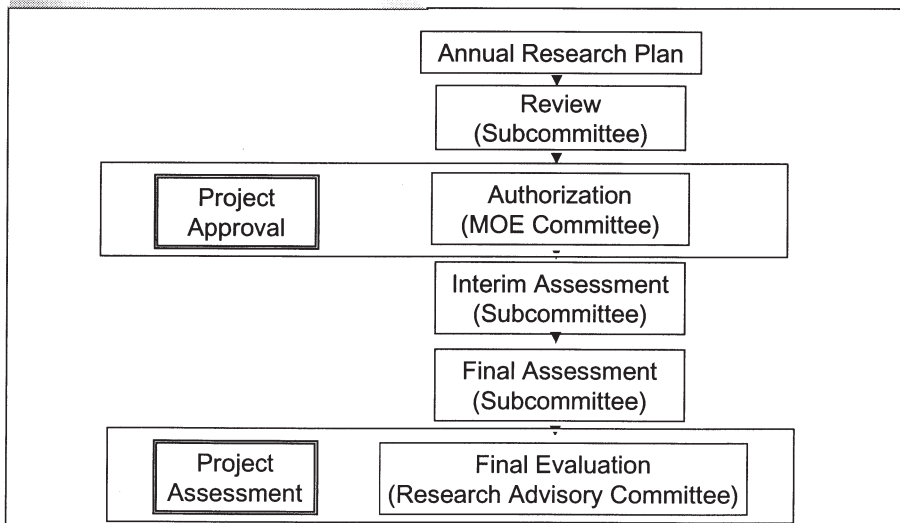 Annual Research Plan
Review
(Subcommittee)
Project
Approval
Authorization
(MOE Committee)
Interim Assessment
(Subcommittee)
Final Assessment
(Subcommittee)
Project
Assessment
Final Evaluation
(Research Advisory Committee)